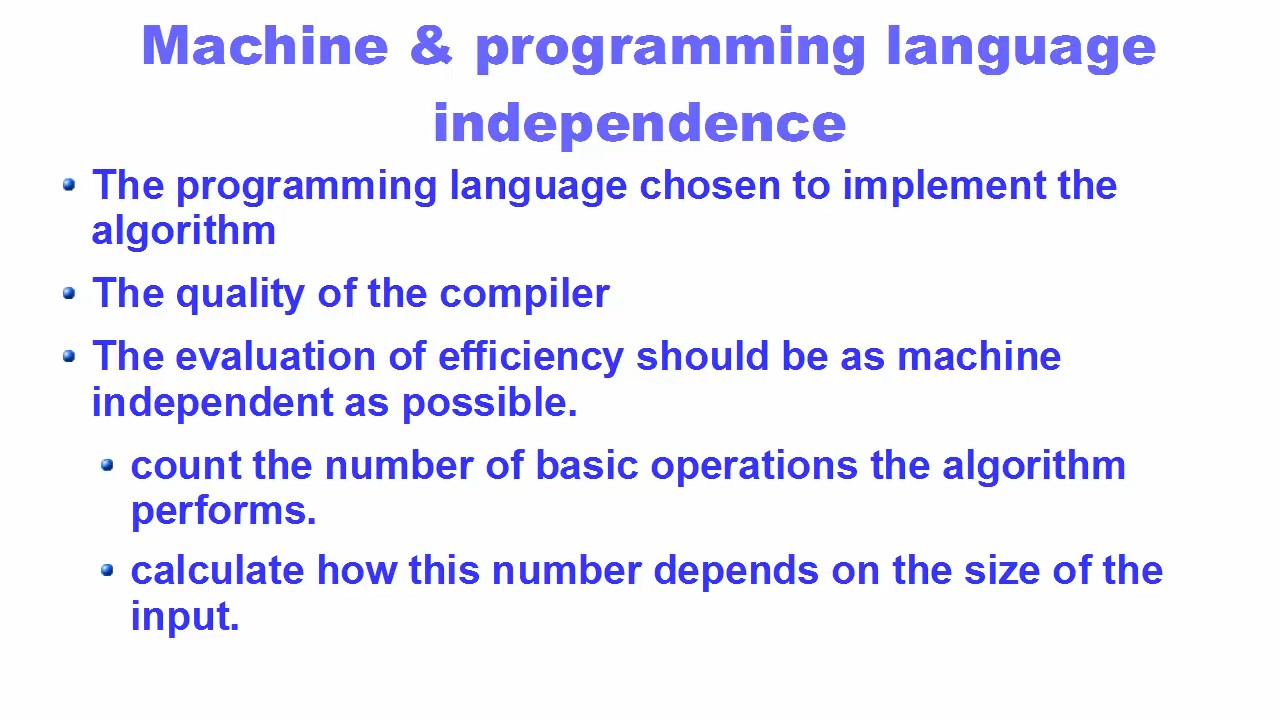 Machine & programming language
independence
• The programming language chosen to implement the
algorithm
• The quality of the compiler
• The evaluation of efficiency should be as machine
independent as possible.
• count the number of basic operations the algorithm
performs.
• calculate how this number depends on the size of the
input.